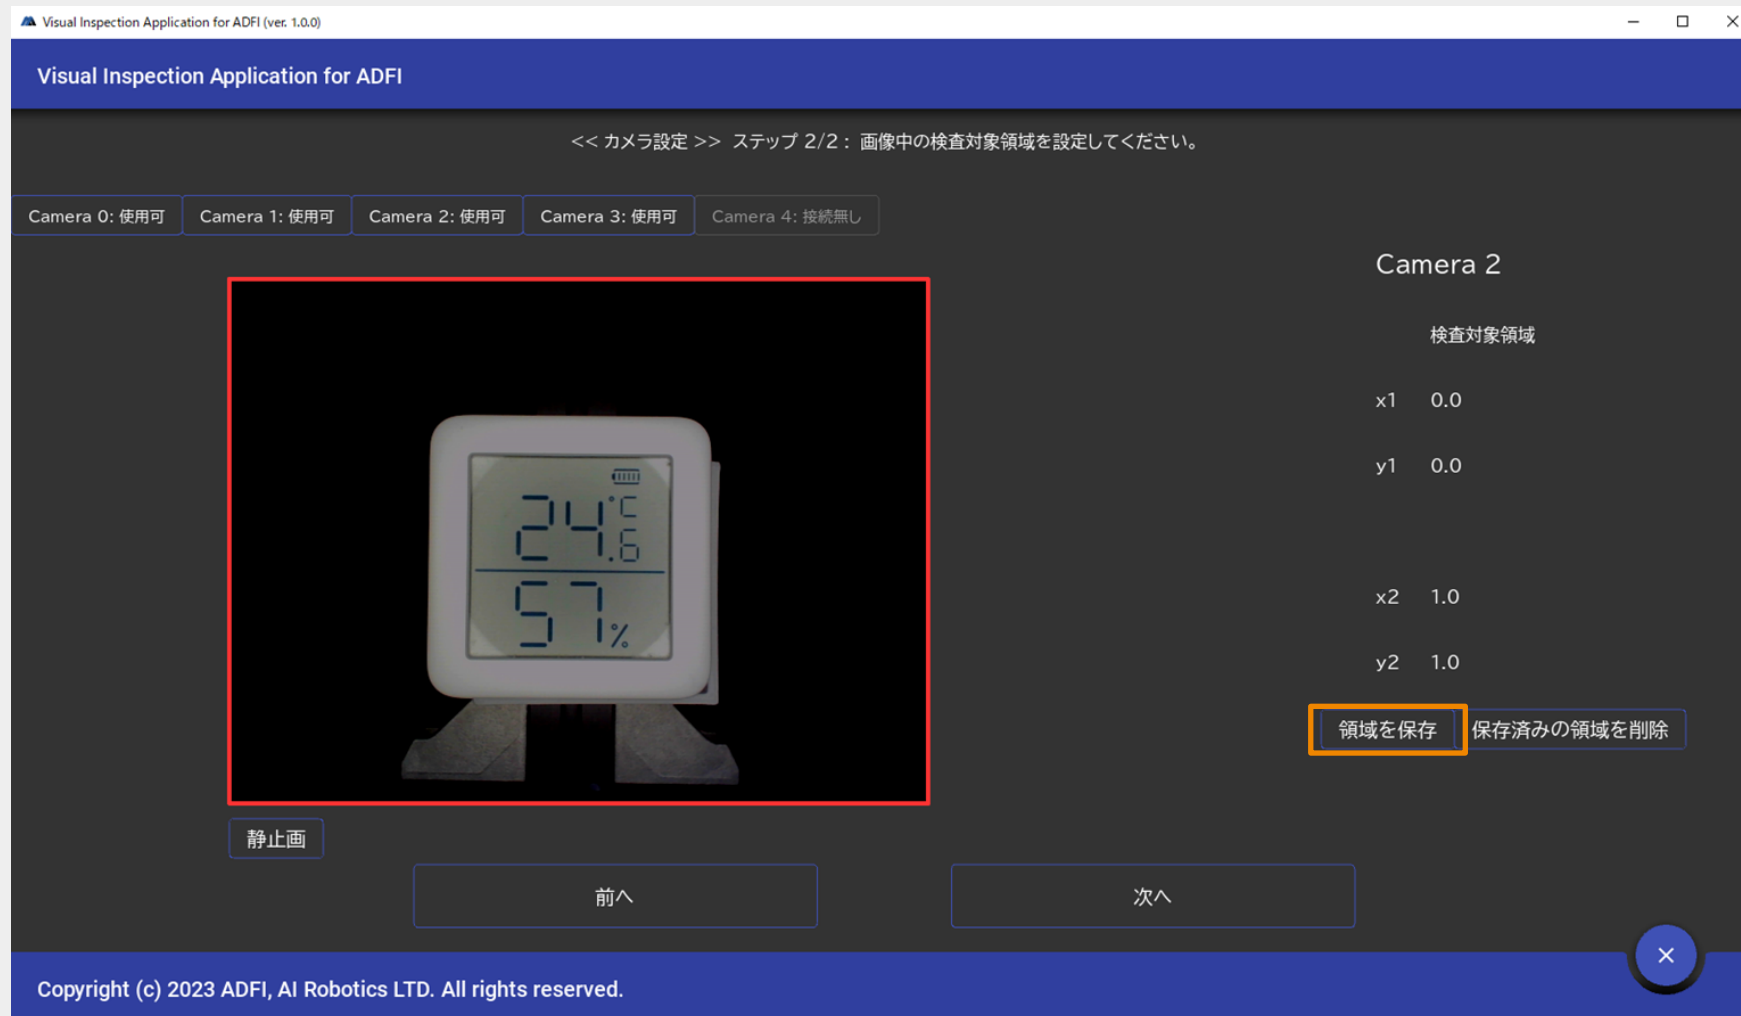 Visual Inspection Application for ADFI (ver. 1.0.0)
Visual Inspection Application for ADFI
<< カメラ設定 >> ステップ 2/2 : 画像中の検査対象領域を設定してください。
Camera 0: 使用可 Camera 1: 使用可 Camera 2: 使用可 Camera 3: 使用可 Camera 4: 接続無し
Camera 2
検査対象領域
x1 0.0
y1 0.0
24.6 °C
57%
x2 1.0
y2 1.0
領域を保存 保存済みの領域を削除
静止画
前へ 次へ
Copyright (c) 2023 ADFI, AI Robotics LTD. All rights reserved.